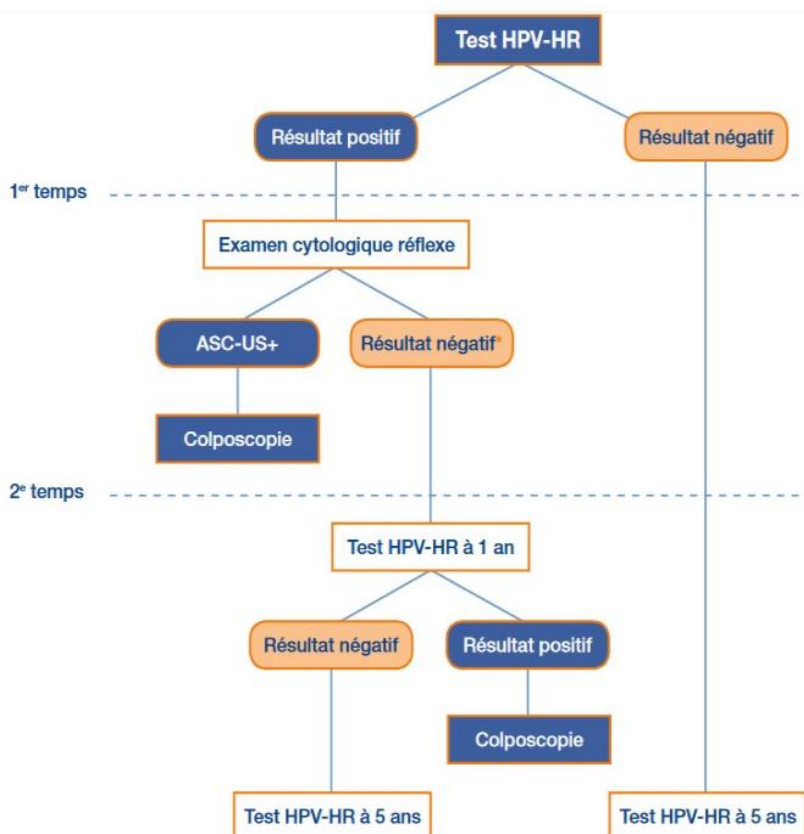 Test HPV-HR
Résultat positif
Résultat négatif
1er temps
Examen cytologique réflexe
ASC-US+
Résultat négatif*
Colposcopie
2e temps
Test HPV-HR à 1 an
Résultat négatif
Résultat positif
Colposcopie
Test HPV-HR à 5 ans
Test HPV-HR à 5 ans